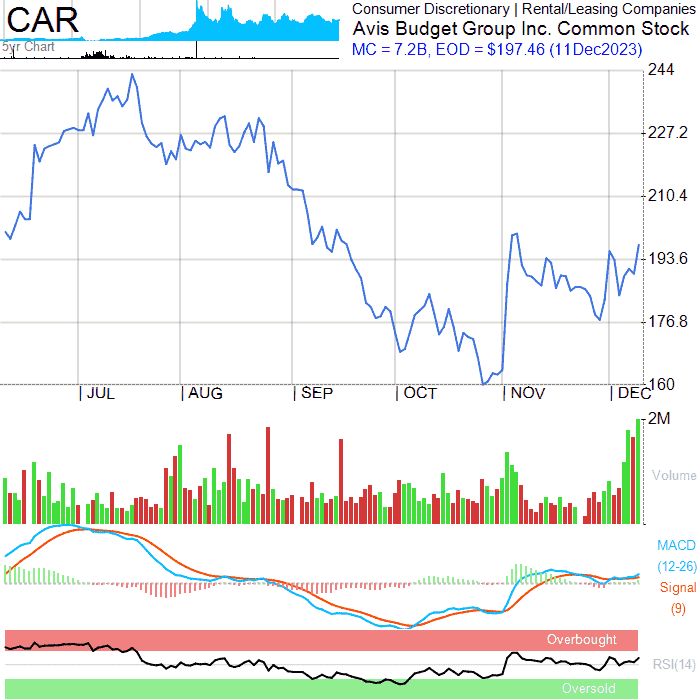 CAR
Consumer Discretionary | Rental/Leasing Companies
Avis Budget Group Inc. Common Stock
5yr Chart
MC = 7.2B, EOD = $197.46 (11Dec2023)
244
227.2
210.4
193.6
176.8
160
JUL AUG SEP OCT NOV DEC
2M
Volume
MACD
(12-26)
Signal
(9)
Overbought
RSI(14)
Oversold